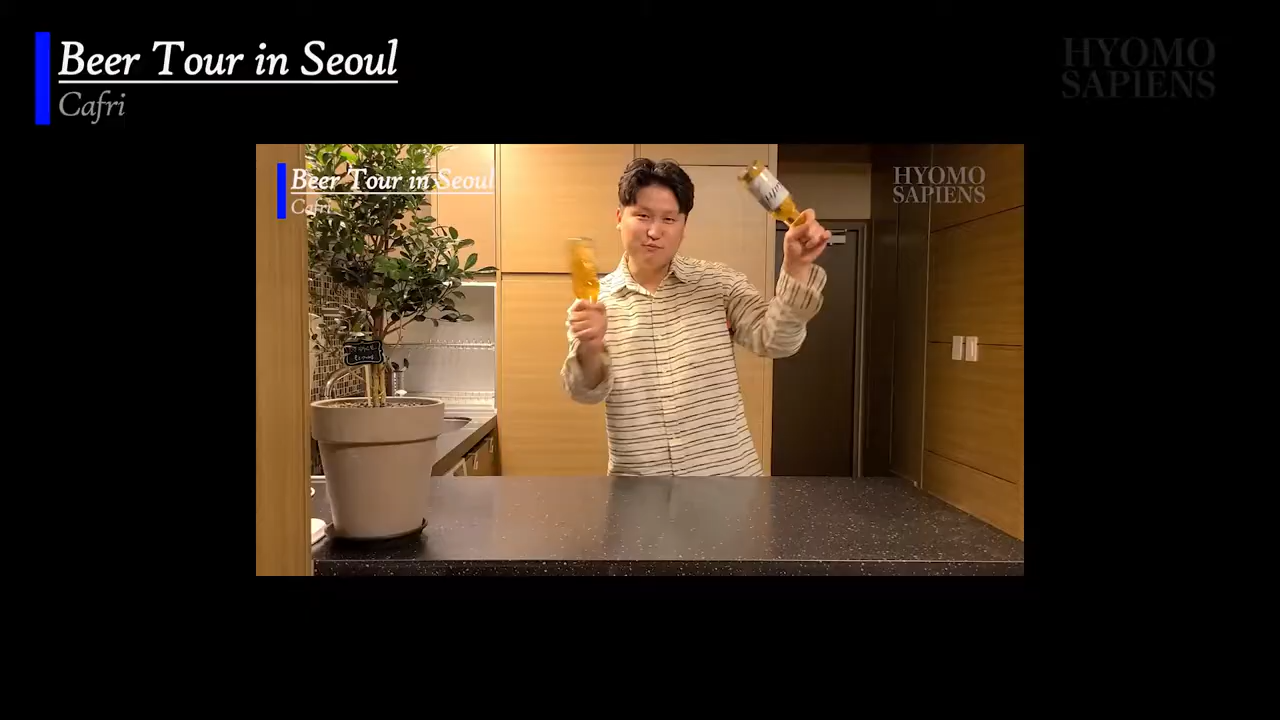 Beer Tour in Seoul
Cafri
HYOMO
SAPIENS
Beer Tour in Seoul
Cafri
HYOMO
SAPIENS